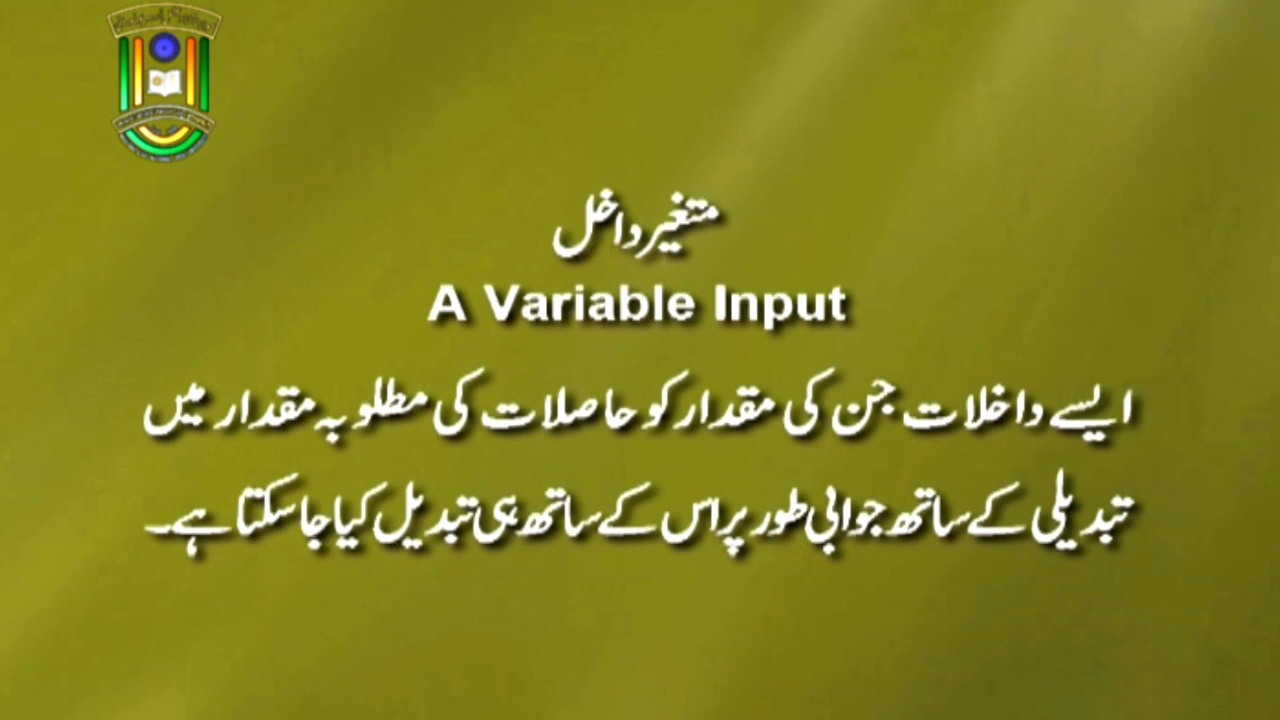 متغیر داخل
A Variable Input
ایسے داخلات جن کی مقدار کو حاصلات کی مطلوبہ مقدار میں
تبدیلی کے ساتھ جوابی طور پر اس کے ساتھ ہی تبدیل کیا جا سکتا ہے۔